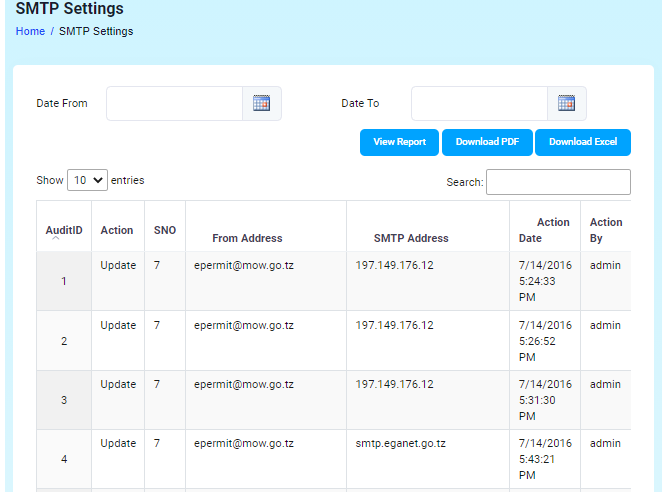 SMTP Settings
Home / SMTP Settings
Date From
Date To
View Report Download PDF Download Excel
Show 10 entries
Search:
AuditID Action SNO From Address SMTP Address Action Date Action By
1 Update 7 epermit@mow.go.tz 197.149.176.12 7/14/2016 5:24:33 PM admin
2 Update 7 epermit@mow.go.tz 197.149.176.12 7/14/2016 5:26:52 PM admin
3 Update 7 epermit@mow.go.tz 197.149.176.12 7/14/2016 5:31:30 PM admin
4 Update 7 epermit@mow.go.tz smtp.eganet.go.tz 7/14/2016 5:43:21 PM admin